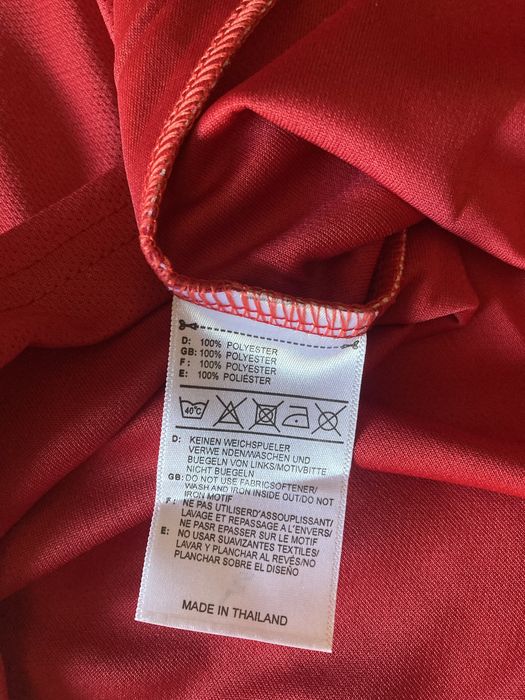 D: 100% POLYESTER
GB: 100% POLYESTER
F: 100% POLYESTER
E: 100% POLIÉSTER
40°C
D: KEINEN WEICHSPUELER
VERWE NDEN/WASCHEN UND
BUEGELN VON LINKS/MOTIVBITTE
NICHT BUEGELN
GB: DO NOT USE FABRICSOFTENER/
WASH AND IRON INSIDE OUT/DO NOT
IRON MOTIF
F: NE PAS UTILISERD'ASSOUPLISSANT/
LAVAGE ET REPASSAGE A L'ENVERS/
NE PASR EPASSER SUR LE MOTIF
E: NO USAR SUAVIZANTES TEXTILES/
LAVAR Y PLANCHAR AL REVÉS/NO
PLANCHAR SOBRE EL DISEÑO
MADE IN THAILAND